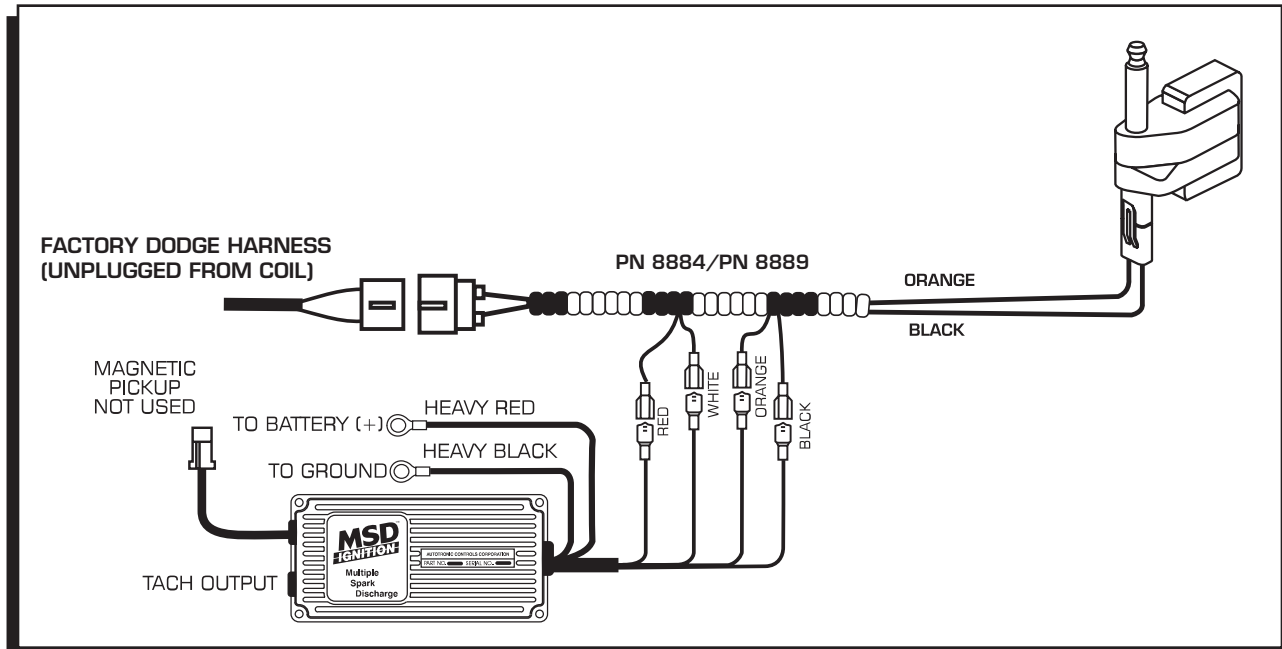 FACTORY DODGE HARNESS
(UNPLUGGED FROM COIL)
PN 8884/PN 8889
ORANGE
BLACK
MAGNETIC
PICKUP
NOT USED
TO BATTERY (+)
HEAVY RED
HEAVY BLACK
TO GROUND
RED
WHITE
ORANGE
BLACK
TACH OUTPUT
MSD
IGNITION
Multiple
Spark
Discharge
AUTOTRONIC CONTROLS CORPORATION
PART NO. SERIAL NO.